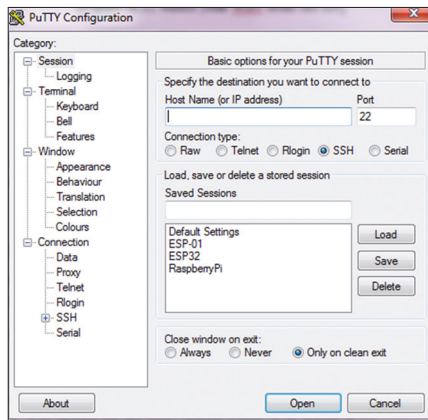 PuTTY Configuration
Category:
Session
Logging
Terminal
Keyboard
Bell
Features
Window
Appearance
Behaviour
Translation
Selection
Colours
Connection
Data
Proxy
Telnet
Rlogin
SSH
Serial
Basic options for your PuTTY session
Specify the destination you want to connect to
Host Name (or IP address) Port
22
Connection type:
Raw Telnet Rlogin SSH Serial
Load, save or delete a stored session
Saved Sessions
Default Settings
ESP-01
ESP32
RaspberryPi
Load
Save
Delete
Close window on exit:
Always Never Only on clean exit
About Open Cancel